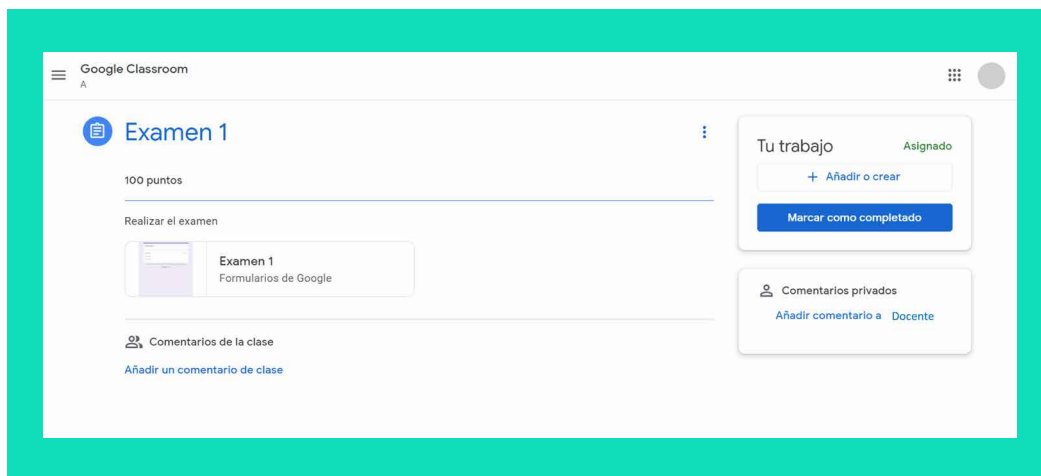 Google Classroom
A
Examen 1
100 puntos
Realizar el examen
Examen 1
Formularios de Google
Comentarios de la clase
Añadir un comentario de clase
Tu trabajo Asignado
+ Añadir o crear
Marcar como completado
Comentarios privados
Añadir comentario a Docente